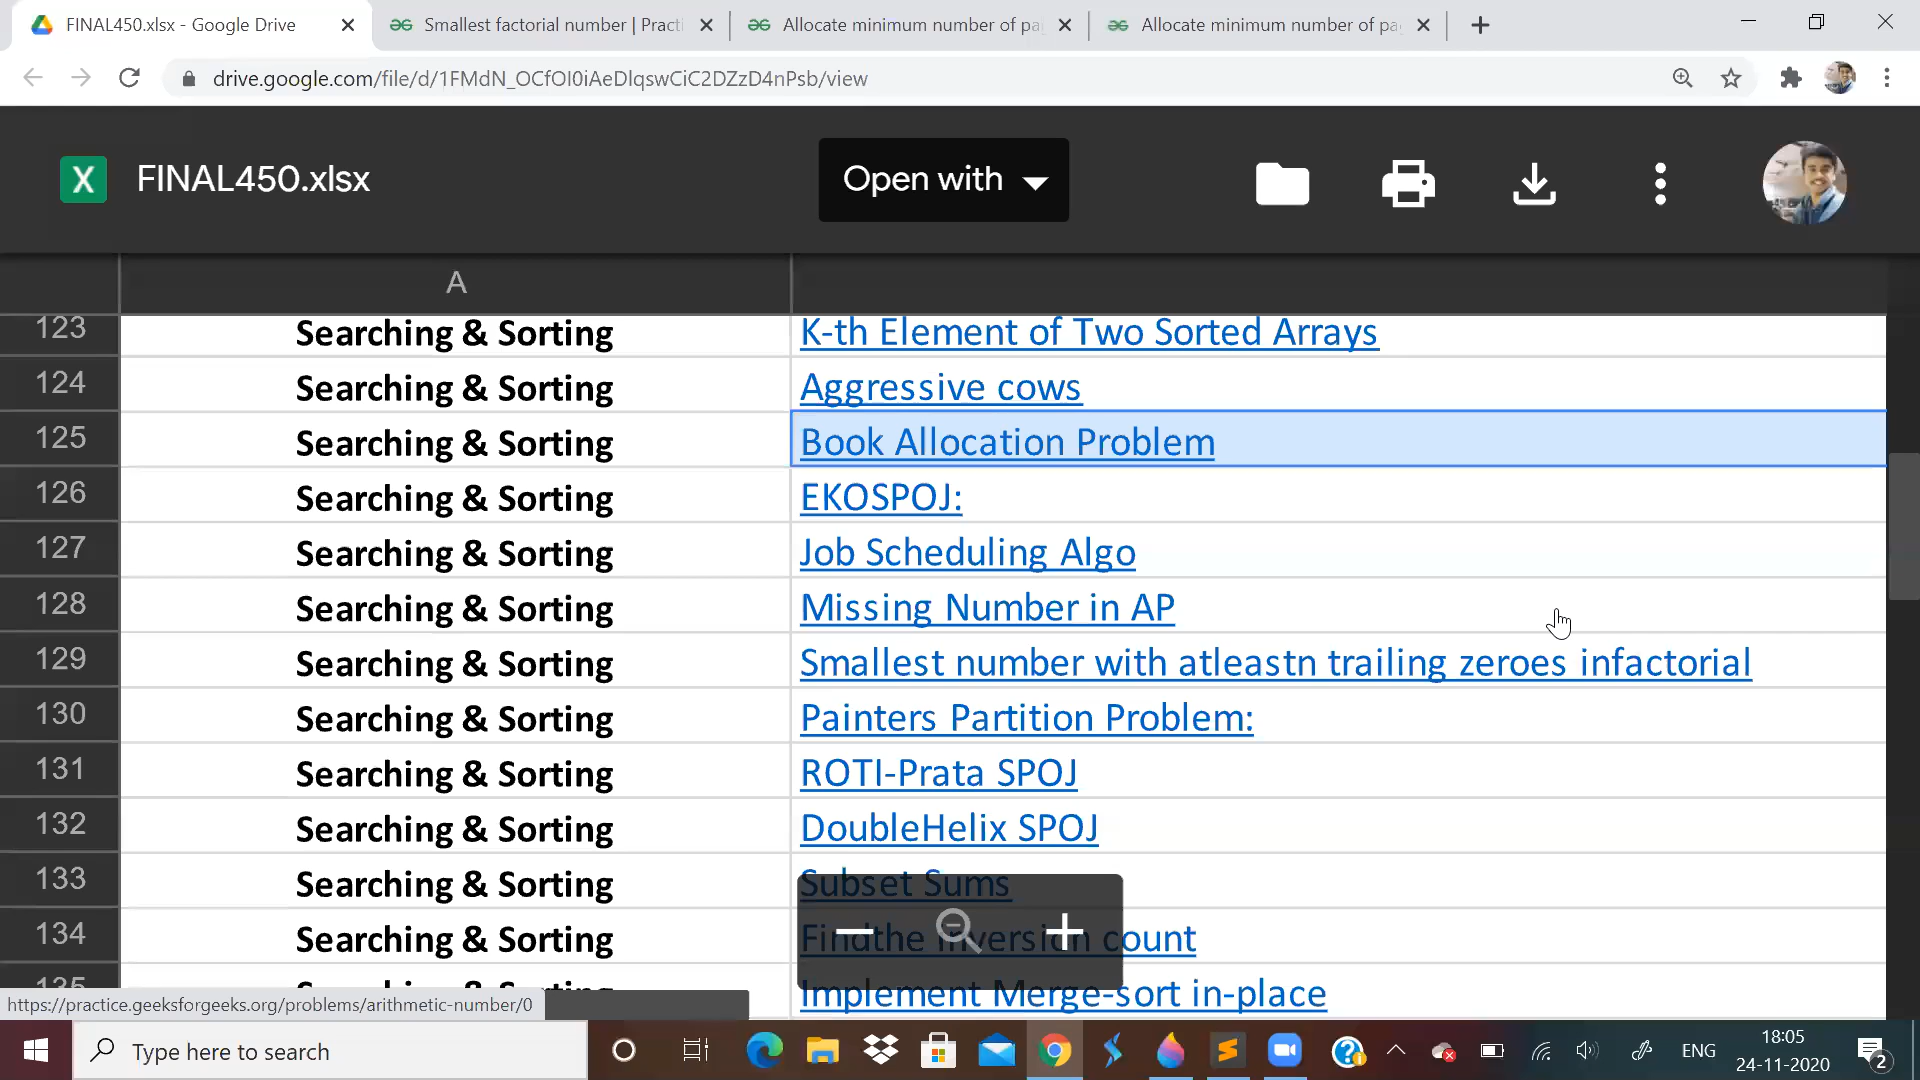 FINAL450.xlsx - Google Drive
Smallest factorial number | Practi
Allocate minimum number of pa
Allocate minimum number of pa
drive.google.com/file/d/1FMdN_OCfOI0iAeDlqswCiC2DZzD4nPsb/view
X FINAL450.xlsx
Open with
A
123 Searching & Sorting K-th Element of Two Sorted Arrays
124 Searching & Sorting Aggressive cows
125 Searching & Sorting Book Allocation Problem
126 Searching & Sorting EKOSPOJ:
127 Searching & Sorting Job Scheduling Algo
128 Searching & Sorting Missing Number in AP
129 Searching & Sorting Smallest number with atleastn trailing zeroes infactorial
130 Searching & Sorting Painters Partition Problem:
131 Searching & Sorting ROTI-Prata SPOJ
132 Searching & Sorting DoubleHelix SPOJ
133 Searching & Sorting Subset Sums
134 Searching & Sorting Findthe Inversion count
135 Searching & Sorting Implement Merge-sort in-place
https://practice.geeksforgeeks.org/problems/arithmetic-number/0
Type here to search
ENG
18:05
24-11-2020
2